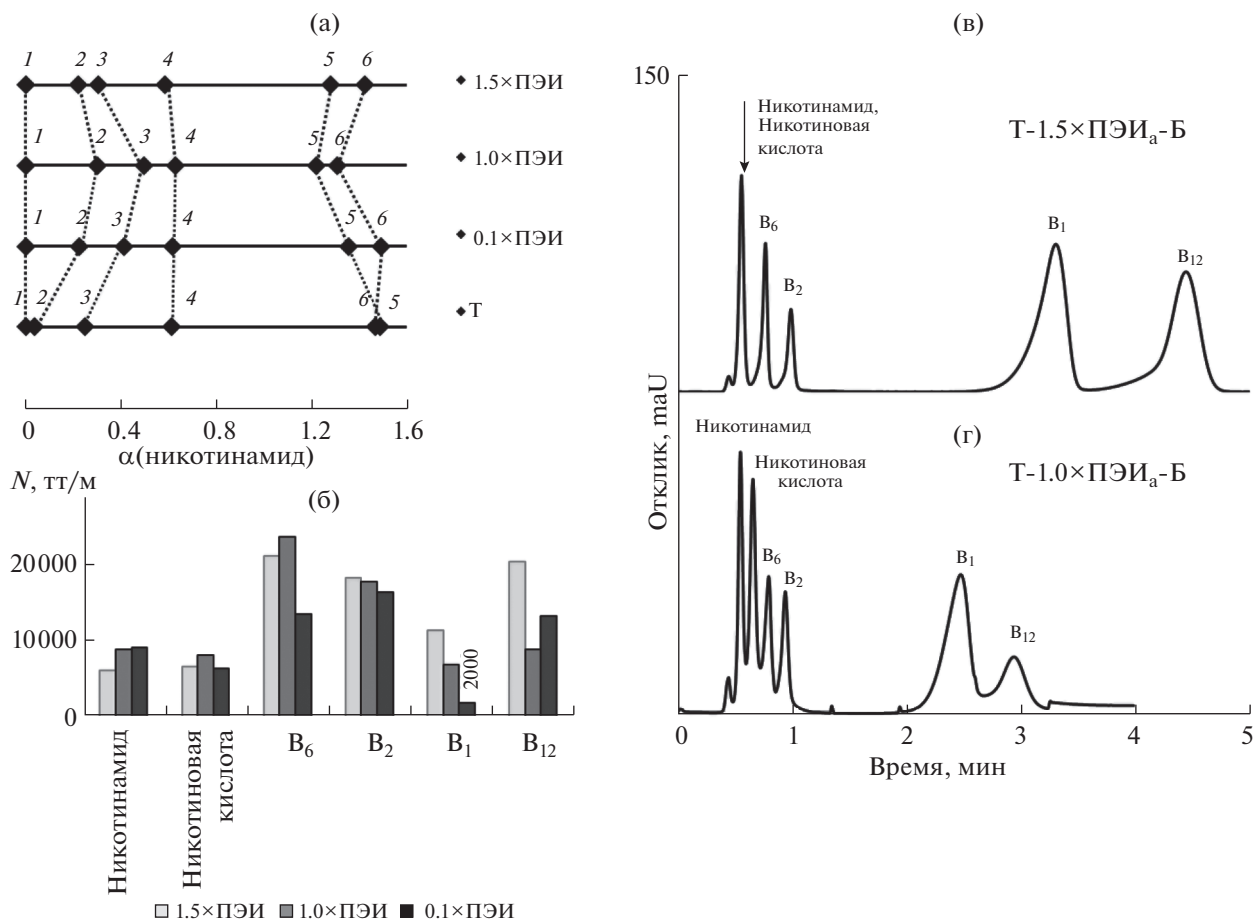 (а)
1 2 3 4 5 6
1.5×ПЭИ
1 2 3 4 5 6
1.0×ПЭИ
1 2 3 4 5 6
0.1×ПЭИ
1 2 3 4 6 5
Т
0 0.4 0.8 1.2 1.6
α(никотинамид)
N, тт/м
(б)
20000
10000
0
2000
Никотинамид
Никотиновая
кислота
B₆
B₂
B₁
B₁₂
1.5×ПЭИ 1.0×ПЭИ 0.1×ПЭИ
(в)
150
Никотинамид,
Никотиновая
кислота
Т-1.5×ПЭИₐ-Б
B₆
B₂
B₁
B₁₂
Отклик, maU
(г)
Никотинамид
Никотиновая
кислота
Т-1.0×ПЭИₐ-Б
B₆
B₂
B₁
B₁₂
0 1 2 3 4 5
Время, мин